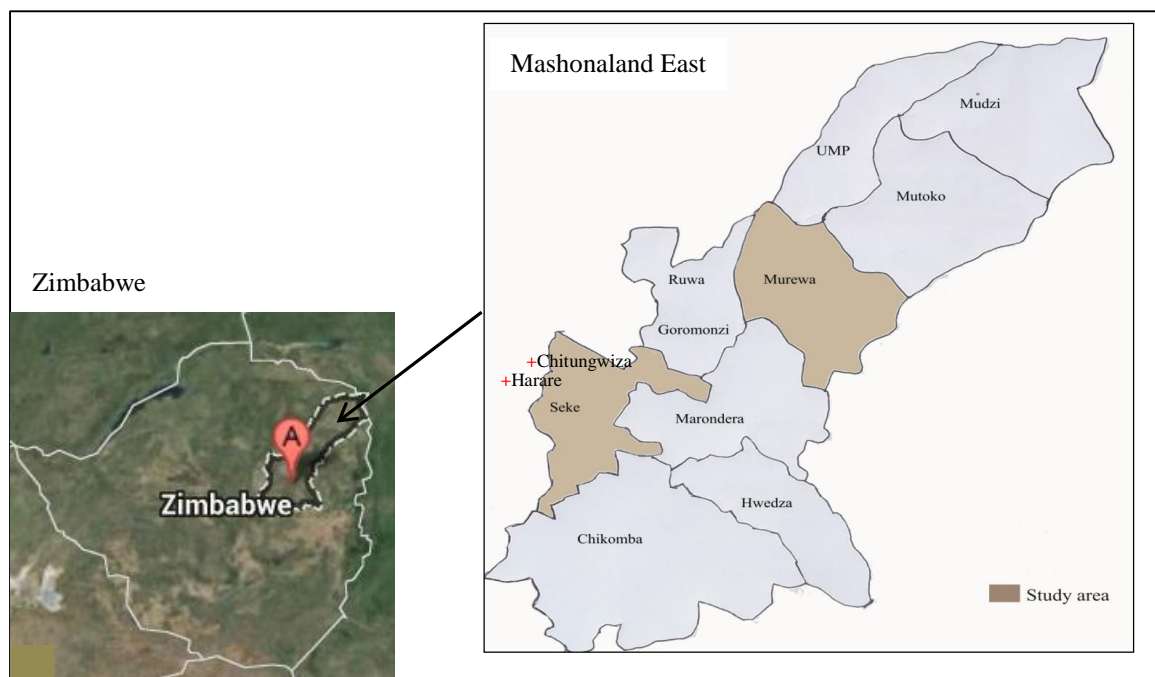 Mashonaland East
Mudzi
UMP
Mutoko
Zimbabwe
Ruwa
Murewa
Goromonzi
+Chitungwiza
+Harare
Seke
Marondera
A
Zimbabwe
Hwedza
Chikomba
Study area